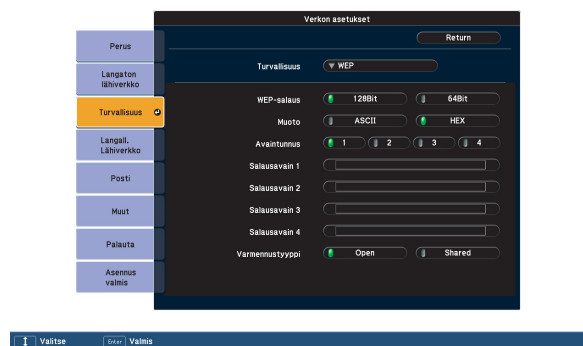 Verkon asetukset
Return
Perus
Langaton
lähiverkko
Turvallisuus
Langall.
Lähiverkko
Posti
Muut
Palauta
Asennus
valmis
Turvallisuus WEP
WEP-salaus 128Bit 64Bit
Muoto ASCII HEX
Avaintunnus 1 2 3 4
Salausavain 1
Salausavain 2
Salausavain 3
Salausavain 4
Varmennustyyppi Open Shared
Valitse Enter Valmis